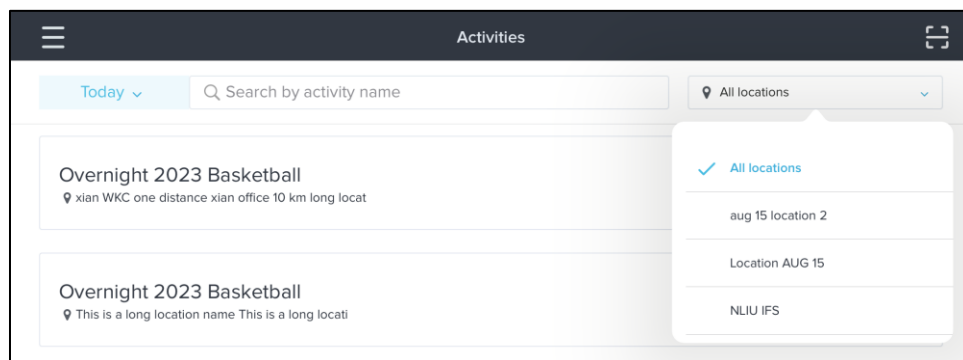 Activities
Today
Search by activity name
All locations
All locations
aug 15 location 2
Location AUG 15
NLIU IFS
Overnight 2023 Basketball
xian WKC one distance xian office 10 km long locat
Overnight 2023 Basketball
This is a long location name This is a long locati